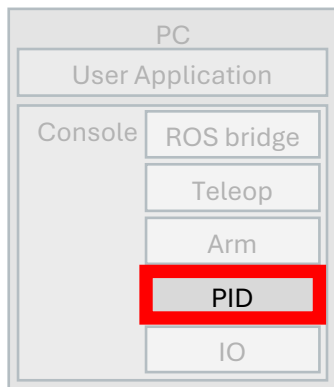 PC
User Application
Console
ROS bridge
Teleop
Arm
PID
IO